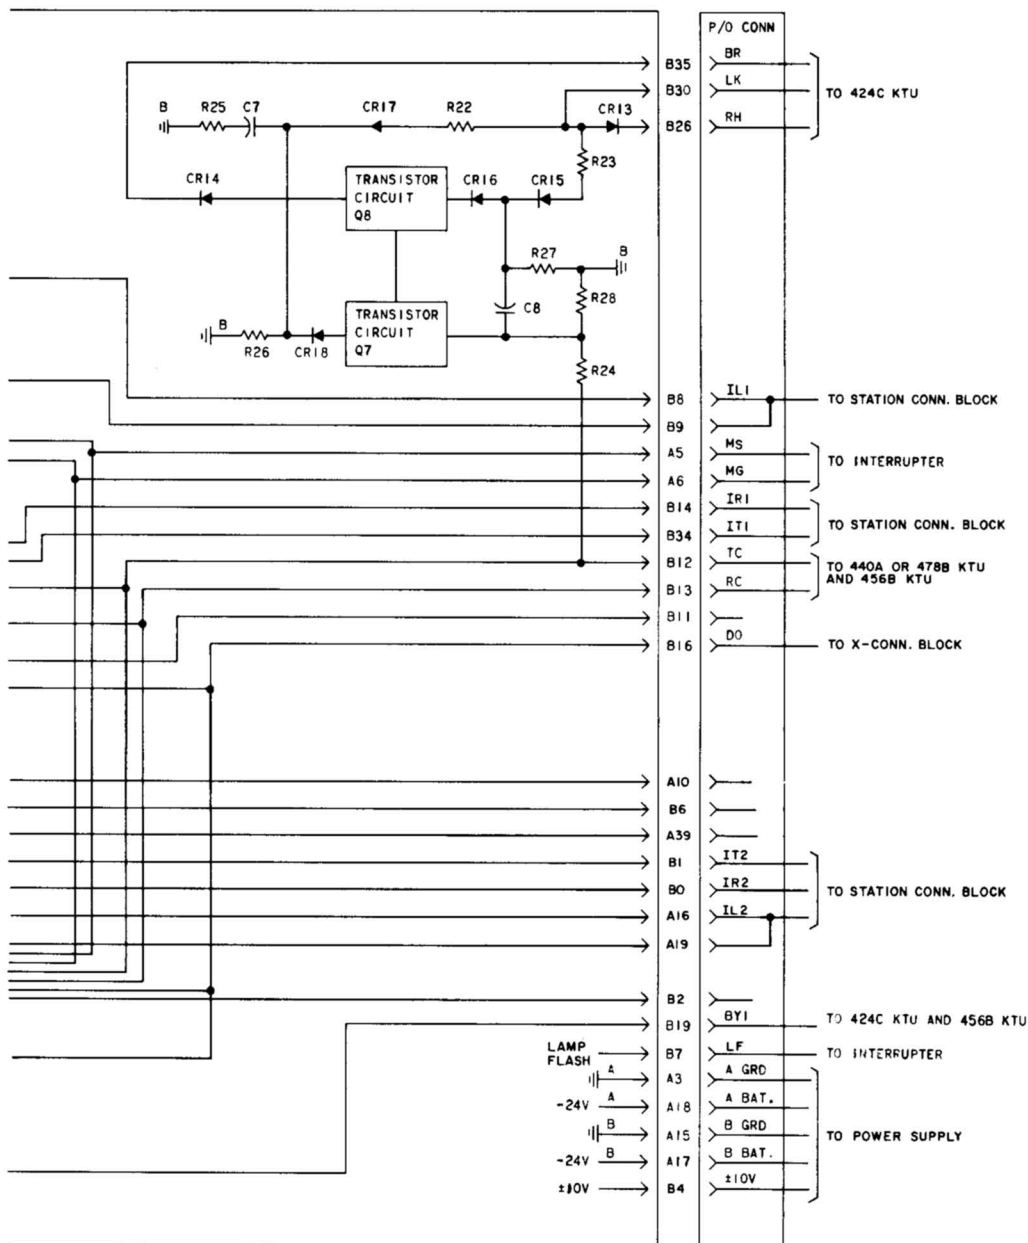 P/O CONN
B35 BR
B30 LK
TO 424C KTU
B R25 C7 CR17 R22 CR13
B26 RH
R23
CR14
TRANSISTOR
CIRCUIT
Q8
CR16 CR15
R27 B
R28
C8
TRANSISTOR
CIRCUIT
Q7
B
R26 CR18
R24
B8 IL1 TO STATION CONN. BLOCK
B9
A5 MS
TO INTERRUPTER
A6 MG
B14 IR1
TO STATION CONN. BLOCK
B34 IT1
B12 TC
TO 440A OR 478B KTU
AND 456B KTU
B13 RC
B11
B16 DO TO X-CONN. BLOCK
A10
B6
A39
B1 IT2
B0 IR2 TO STATION CONN. BLOCK
A16 IL2
A19
B2
B19 BY1 TO 424C KTU AND 456B KTU
LAMP
FLASH
B7 LF TO INTERRUPTER
A A3 A GRD
-24V A A18 A BAT.
B A15 B GRD TO POWER SUPPLY
-24V B A17 B BAT.
±10V B4 ±10V